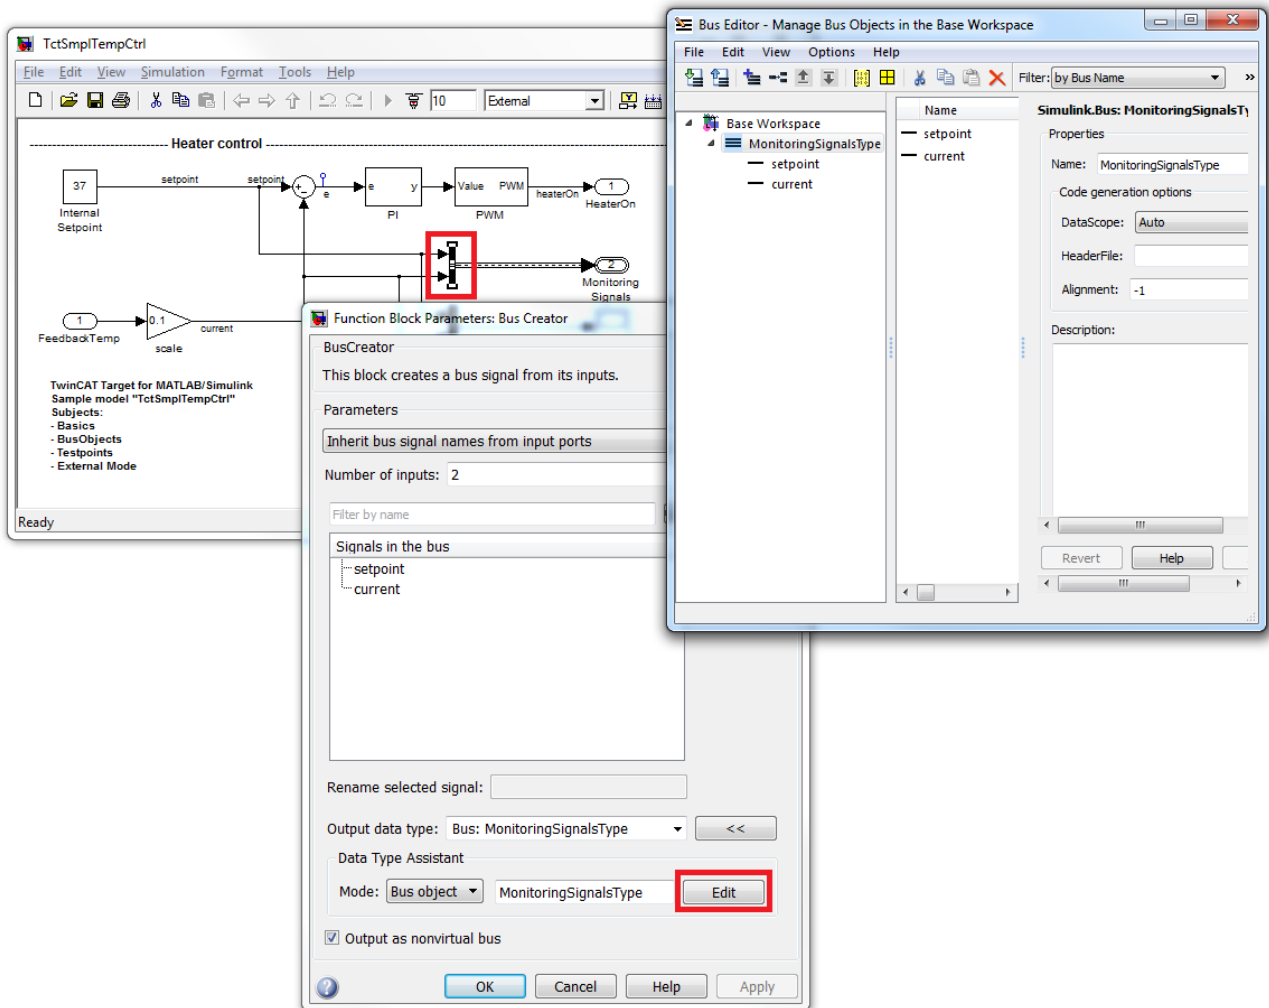 TctSmplTempCtrl
File Edit View Simulation Format Tools Help
10 External
Heater control
37
Internal
Setpoint
setpoint
setpoint
e
e y
PI
Value PWM
PWM
heaterOn
1
HeaterOn
2
Monitoring
Signals
1
FeedbackTemp
0.1
scale
current
TwinCAT Target for MATLAB/Simulink
Sample model "TctSmplTempCtrl"
Subjects:
- Basics
- BusObjects
- Testpoints
- External Mode
Ready
Function Block Parameters: Bus Creator
BusCreator
This block creates a bus signal from its inputs.
Parameters
Inherit bus signal names from input ports
Number of inputs: 2
Filter by name
Signals in the bus
setpoint
current
Rename selected signal:
Output data type: Bus: MonitoringSignalsType <<
Data Type Assistant
Mode: Bus object MonitoringSignalsType Edit
Output as nonvirtual bus
OK Cancel Help Apply
Bus Editor - Manage Bus Objects in the Base Workspace
File Edit View Options Help
Filter: by Bus Name »
Base Workspace
MonitoringSignalsType
setpoint
current
Name
setpoint
current
Simulink.Bus: MonitoringSignalsTy
Properties
Name: MonitoringSignalsType
Code generation options
DataScope: Auto
HeaderFile:
Alignment: -1
Description:
Revert Help